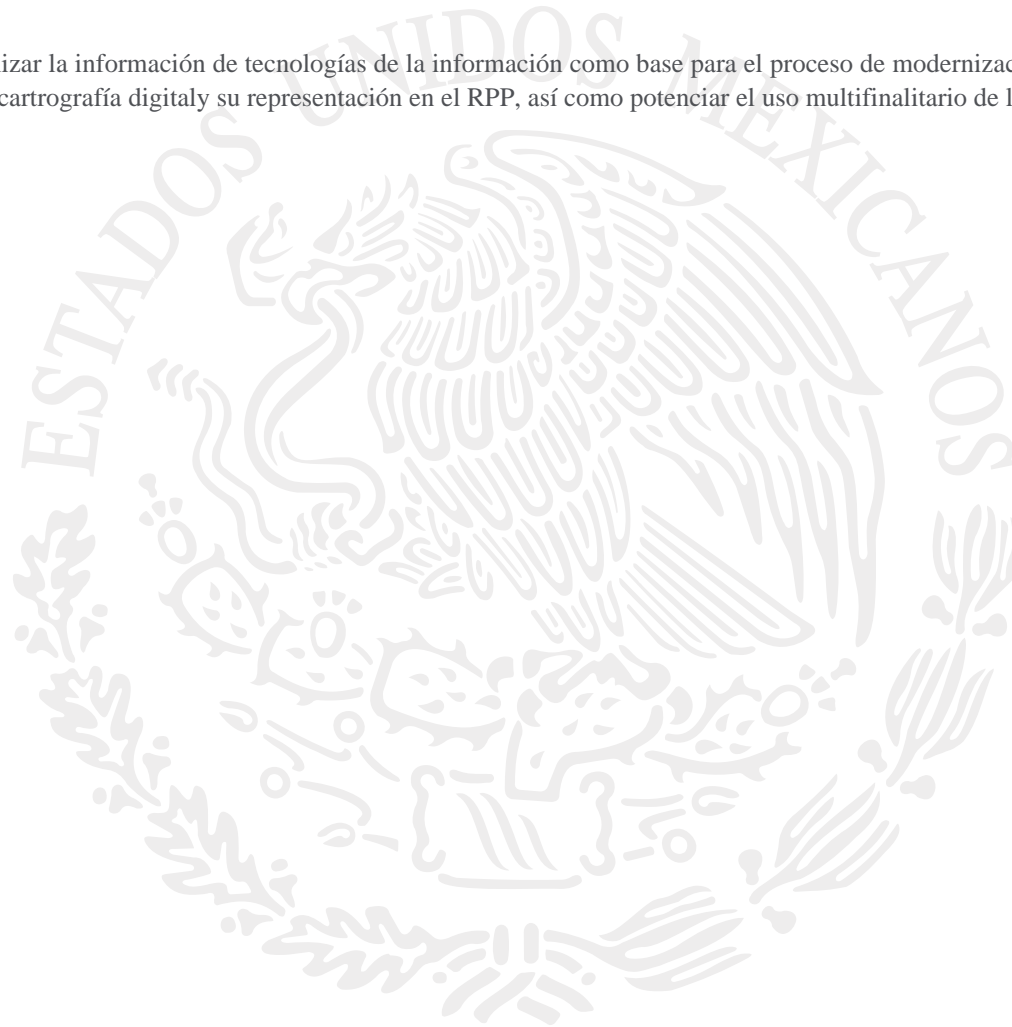 ESTADOS UNIDOS MEXICANOS
izar la información de tecnologías de la información como base para el proceso de modernizac
cartrografía digitaly su representación en el RPP, así como potenciar el uso multifinalitario de l